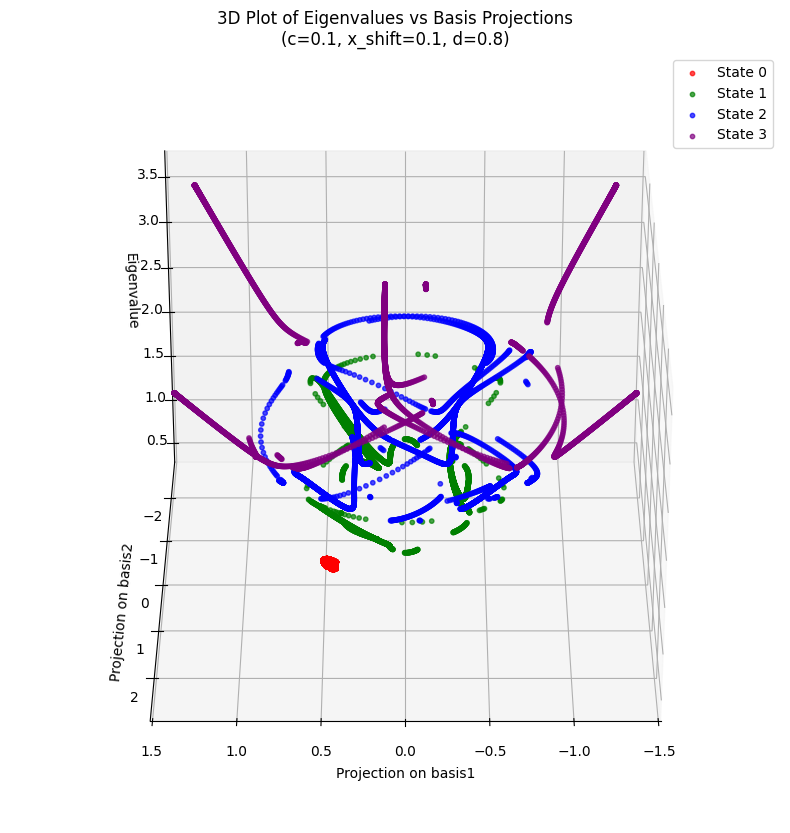 3D Plot of Eigenvalues vs Basis Projections
(c=0.1, x_shift=0.1, d=0.8)
State 0
State 1
State 2
State 3
3.5
3.0
2.5
2.0
1.5
1.0
0.5
Eigenvalue
−2
−1
0
1
2
Projection on basis2
1.5
1.0
0.5
0.0
−0.5
−1.0
−1.5
Projection on basis1